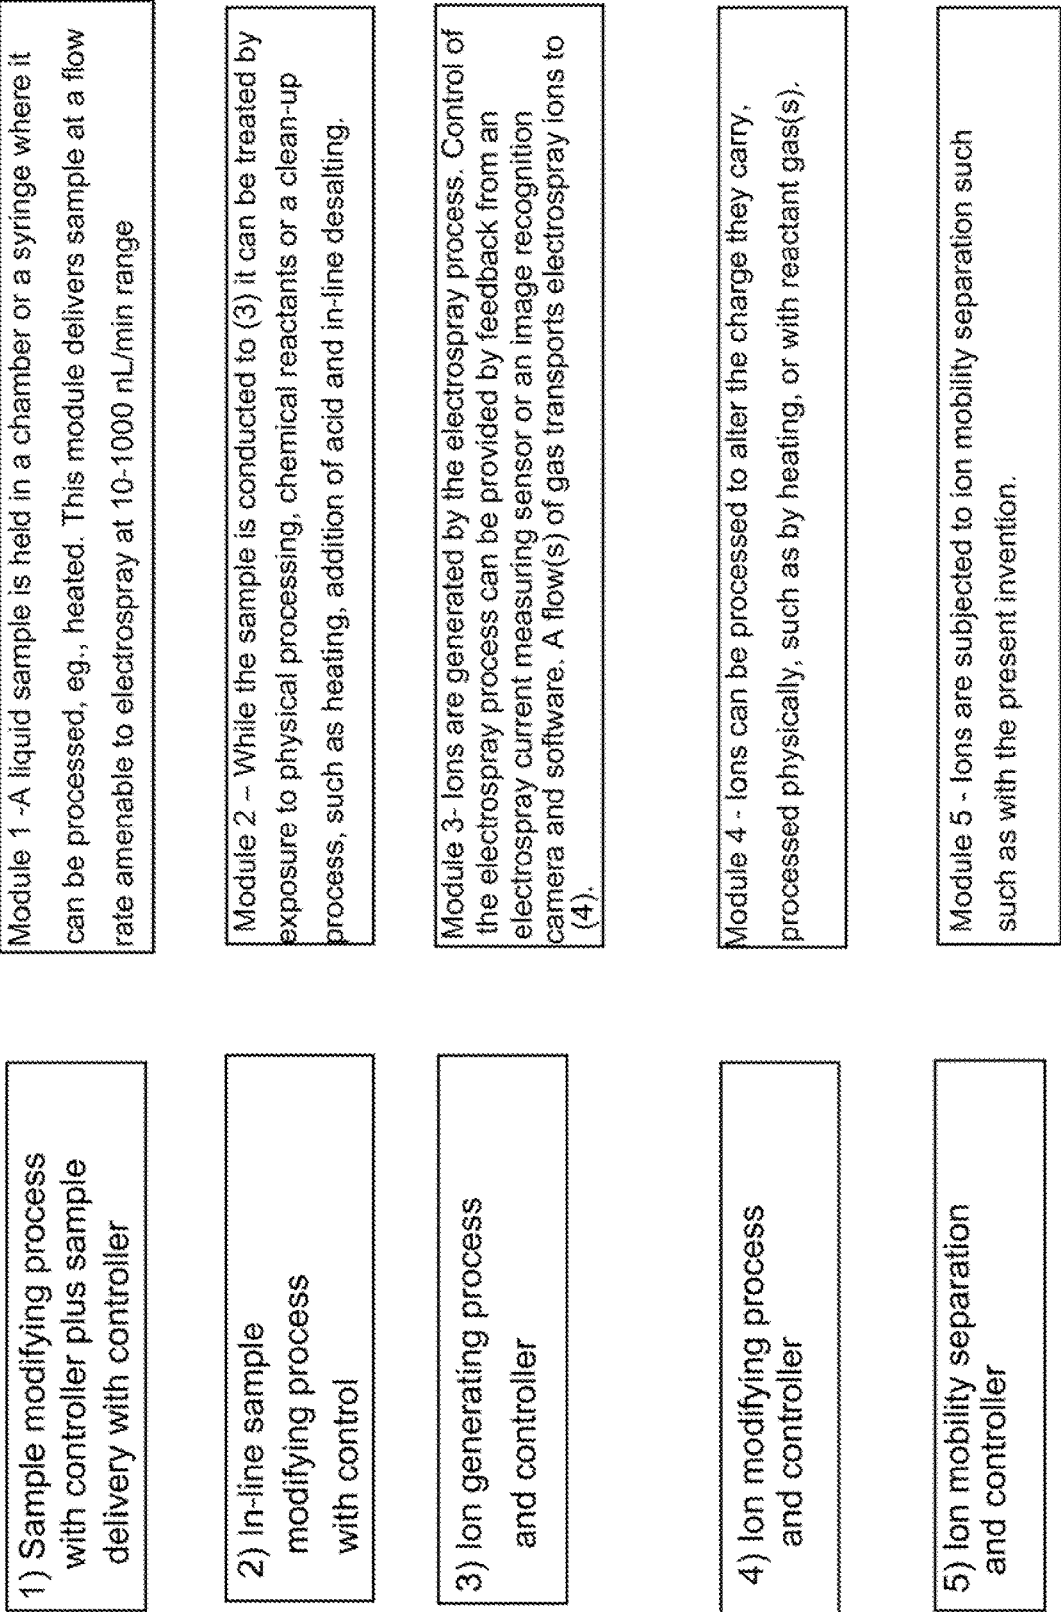 1) Sample modifying process
with controller plus sample
delivery with controller
Module 1 -A liquid sample is held in a chamber or a syringe where it
can be processed, eg., heated. This module delivers sample at a flow
rate amenable to electrospray at 10-1000 nL/min range
2) In-line sample
modifying process
with control
Module 2 – While the sample is conducted to (3) it can be treated by
exposure to physical processing, chemical reactants or a clean-up
process, such as heating, addition of acid and in-line desalting.
3) Ion generating process
and controller
Module 3- Ions are generated by the electrospray process. Control of
the electrospray process can be provided by feedback from an
electrospray current measuring sensor or an image recognition
camera and software. A flow(s) of gas transports electrospray ions to
(4).
4) Ion modifying process
and controller
Module 4 - Ions can be processed to alter the charge they carry,
processed physically, such as by heating, or with reactant gas(s).
5) Ion mobility separation
and controller
Module 5 - Ions are subjected to ion mobility separation such
such as with the present invention.